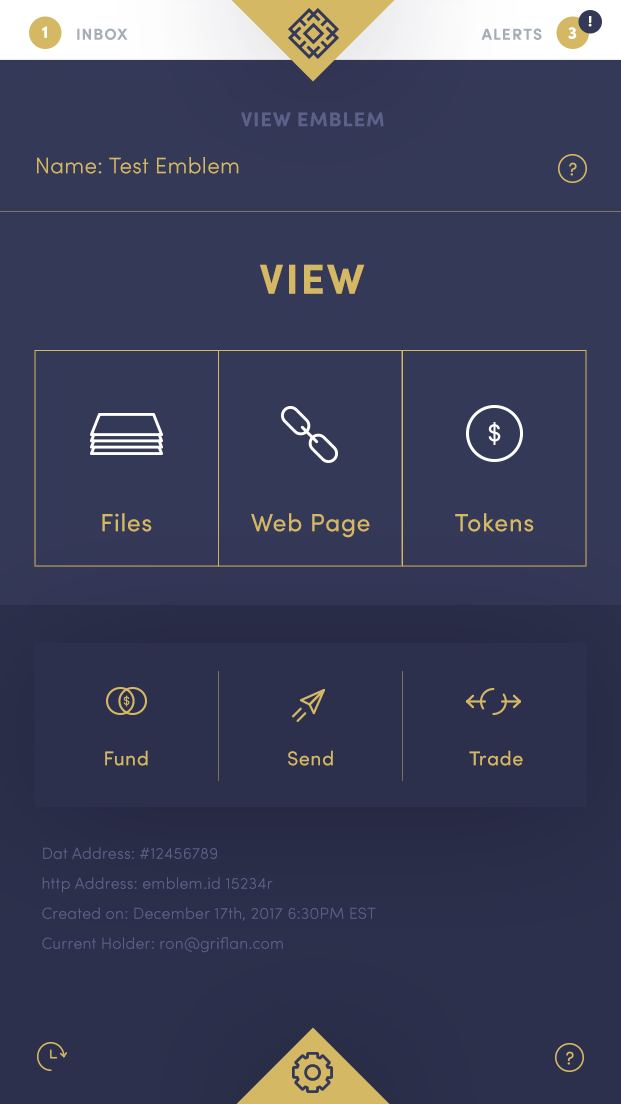 1 INBOX ALERTS 3 !
VIEW EMBLEM
Name: Test Emblem ?
VIEW
$
Files Web Page Tokens
$
Fund Send Trade
Dat Address: #12456789
http Address: emblem.id 15234r
Created on: December 17th, 2017 6:30PM EST
Current Holder: ron@griflan.com
?